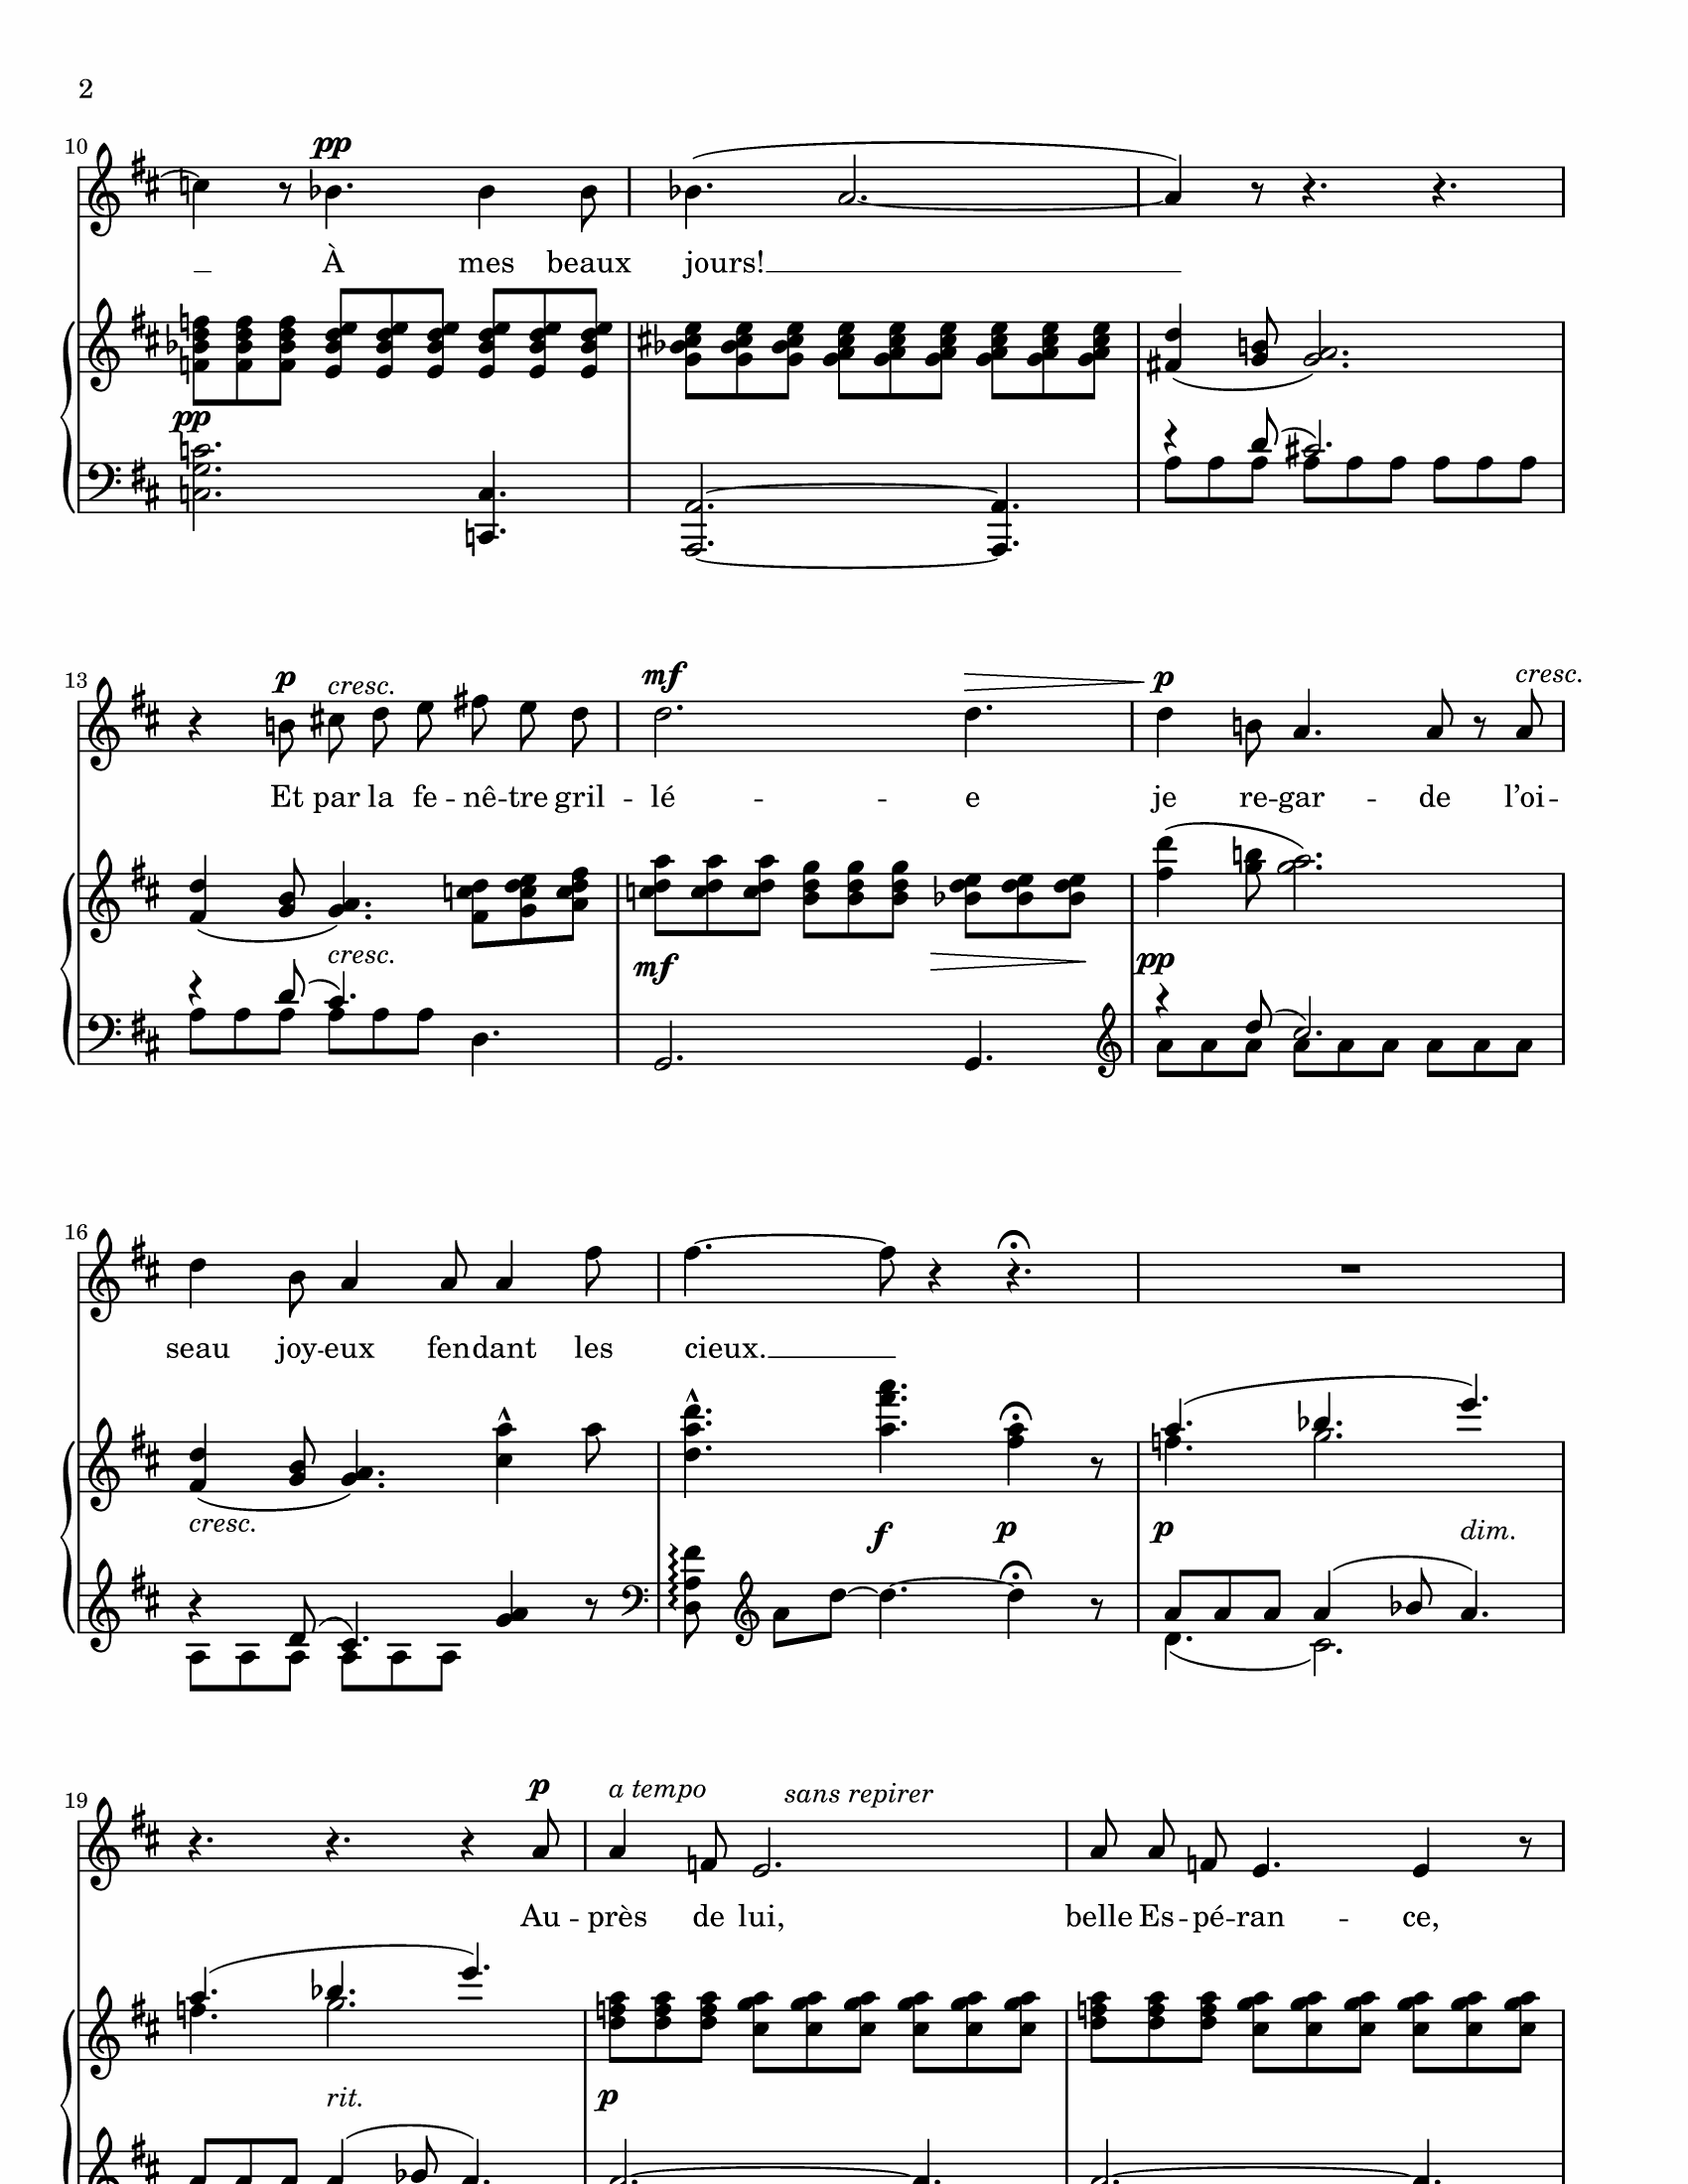 2
10
pp
À mes beaux jours!
pp
13
p cresc. mf p cresc.
Et par la fe - nê - tre gril - lé - e je re - gar - de l’oi -
cresc. mf pp
16
seau joy - eux fen - dant les cieux.
cresc. f p p dim.
19
p a tempo sans repirer
Au - près de lui, belle Es - pé - ran - ce,
rit. p